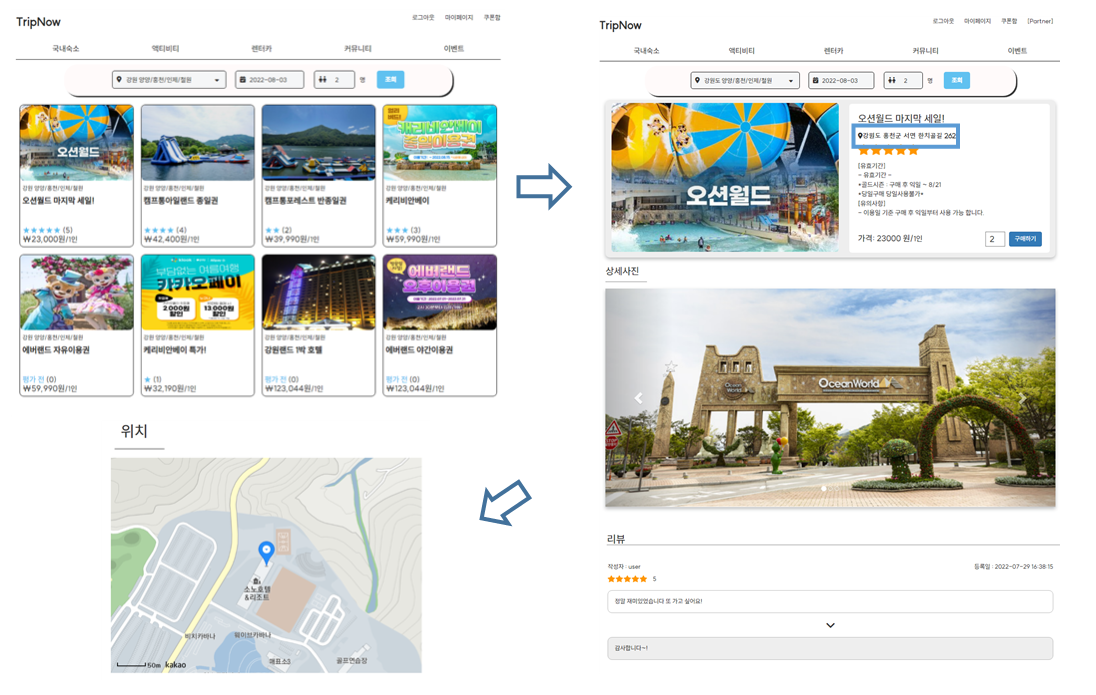 TripNow
로그아웃 마이페이지 쿠폰함
국내숙소 액티비티 렌터카 커뮤니티 이벤트
강원 양양/홍천/인제/철원 2022-08-03 2 명 조회
오션월드
강원 양양/홍천/인제/철원
오션월드 마지막 세일!
★★★★★ (5)
₩23,000원/1인
강원 양양/홍천/인제/철원
캠프통아일랜드 종일권
★★★★ (4)
₩42,400원/1인
강원 양양/홍천/인제/철원
캠프통포레스트 반종일권
★★ (2)
₩39,990원/1인
캐리비안베이
종일이용권
강원 양양/홍천/인제/철원
캐리비안베이
★★★ (3)
₩59,990원/1인
강원 양양/홍천/인제/철원
에버랜드 자유이용권
평가 전 (0)
₩59,990원/1인
부담없는 여름여행
카카오페이
2,000원 할인
13,000원 할인
강원 양양/홍천/인제/철원
캐리비안베이 특가!
★ (1)
₩32,190원/1인
강원 양양/홍천/인제/철원
강원랜드 1박 호텔
평가 전 (0)
₩123,044원/1인
에버랜드
오후이용권
강원 양양/홍천/인제/철원
에버랜드 야간이용권
평가 전 (0)
₩123,044원/1인
위치
소노호텔
&리조트
비치카바나
웨이브카바나
매표소1
골프연습장
50m kakao
TripNow
로그아웃 마이페이지 쿠폰함 [Partner]
국내숙소 액티비티 렌터카 커뮤니티 이벤트
강원도 양양/홍천/인제/철원 2022-08-03 2 명 조회
오션월드
오션월드 마지막 세일!
강원도 홍천군 서면 한치골길 262
★★★★★
[유효기간]
- 유효기간 -
*골드시즌 : 구매 후 익일 ~ 8/21
*당일구매 당일사용불가*
[유의사항]
- 이용일 기준 구매 후 익일부터 사용 가능 합니다.
가격: 23000 원/1인 2 구매하기
상세사진
Ocean World
OceanWorld
리뷰
작성자 : user 등록일 : 2022-07-29 16:38:15
★★★★★ 5
정말 재미있었습니다 또 가고 싶어요!
감사합니다~!